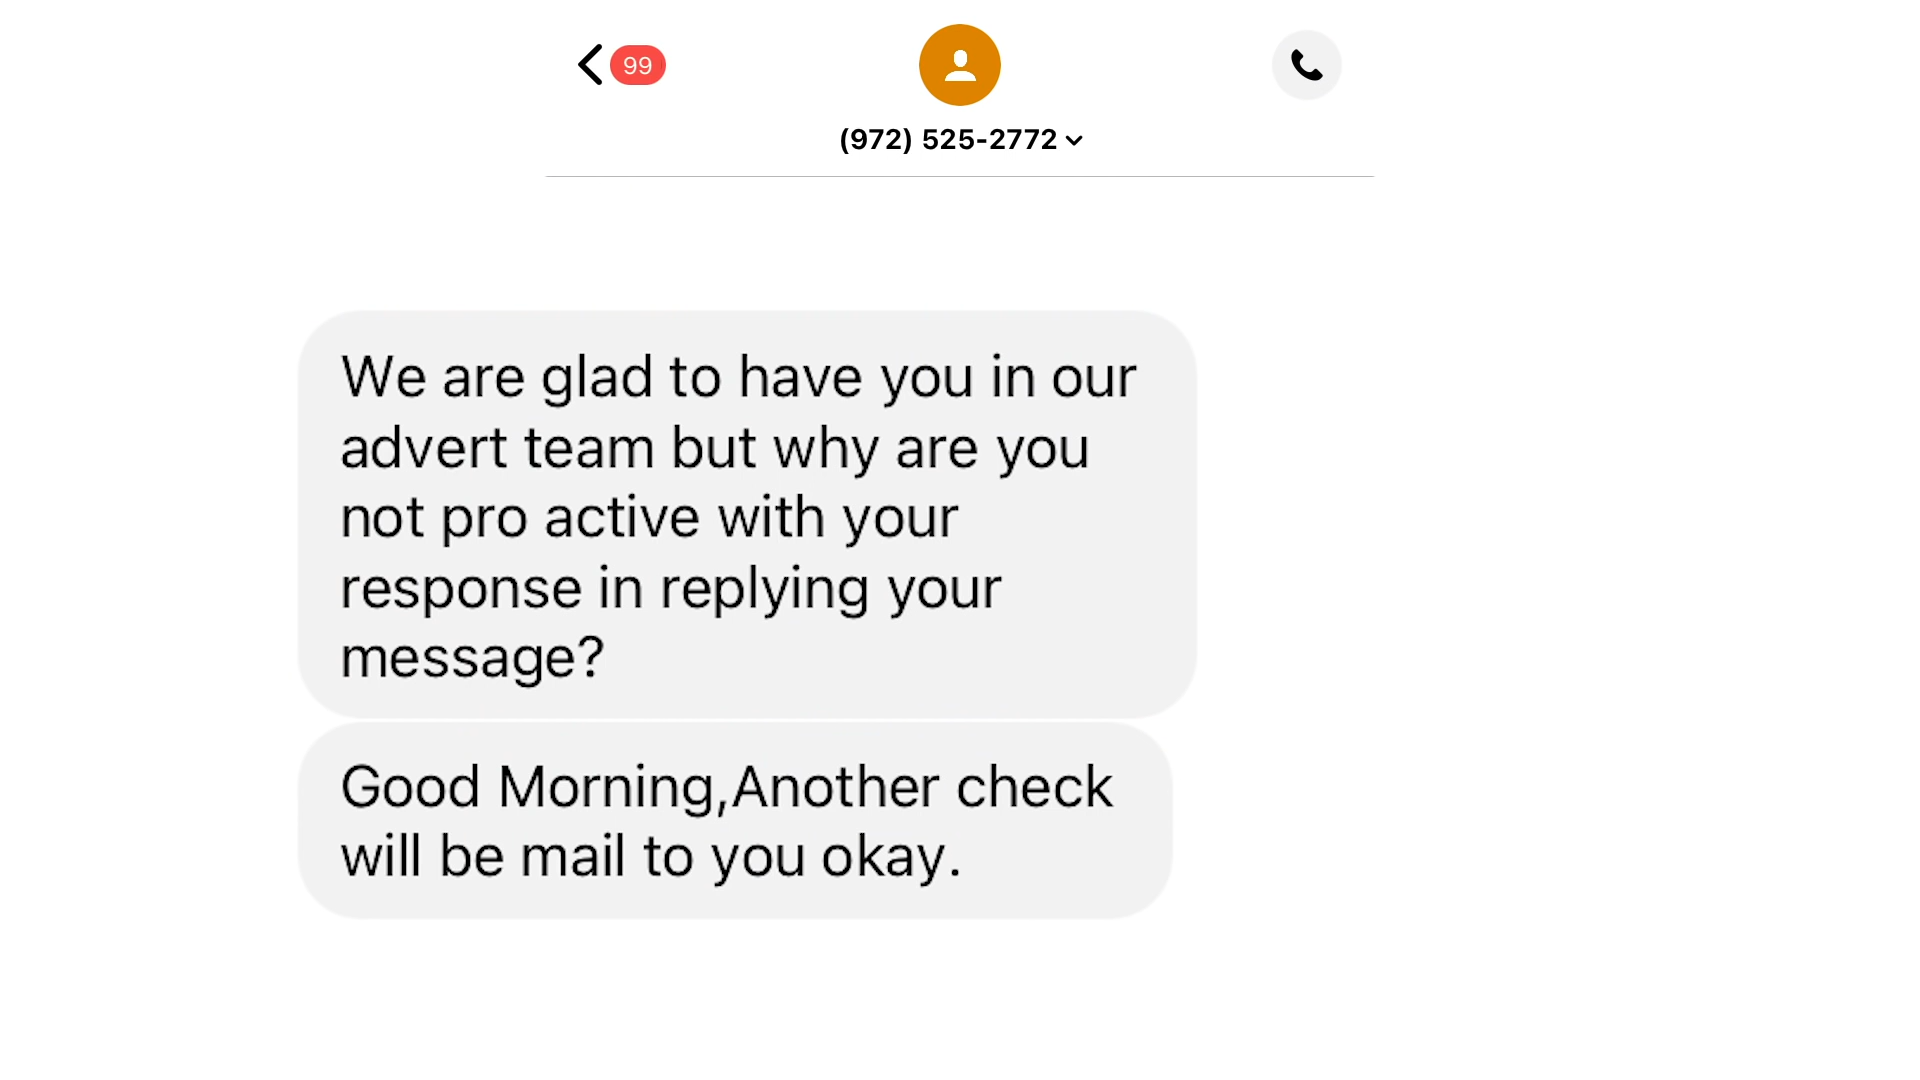 99
(972) 525-2772
We are glad to have you in our
advert team but why are you
not pro active with your
response in replying your
message?
Good Morning,Another check
will be mail to you okay.